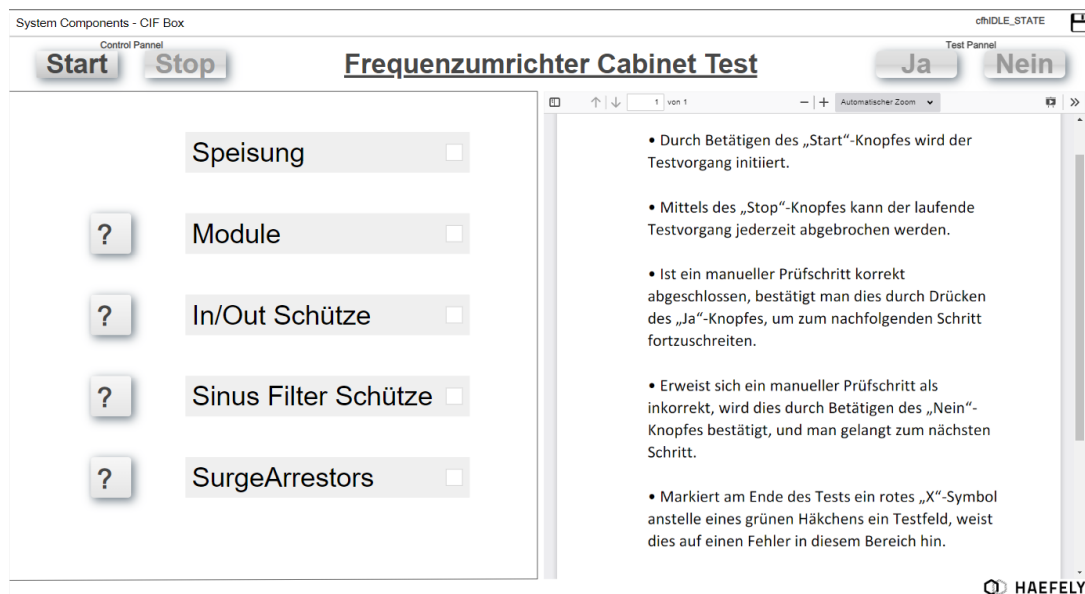 System Components - CIF Box
cfhIDLE_STATE
Control Pannel
Test Pannel
Start Stop
Frequenzumrichter Cabinet Test
Ja Nein
1 von 1
Automatischer Zoom
Speisung
? Module
? In/Out Schütze
? Sinus Filter Schütze
? SurgeArrestors
• Durch Betätigen des „Start“-Knopfes wird der
Testvorgang initiiert.
• Mittels des „Stop“-Knopfes kann der laufende
Testvorgang jederzeit abgebrochen werden.
• Ist ein manueller Prüfschritt korrekt
abgeschlossen, bestätigt man dies durch Drücken
des „Ja“-Knopfes, um zum nachfolgenden Schritt
fortzuschreiten.
• Erweist sich ein manueller Prüfschritt als
inkorrekt, wird dies durch Betätigen des „Nein“-
Knopfes bestätigt, und man gelangt zum nächsten
Schritt.
• Markiert am Ende des Tests ein rotes „X“-Symbol
anstelle eines grünen Häkchens ein Testfeld, weist
dies auf einen Fehler in diesem Bereich hin.
HAEFELY